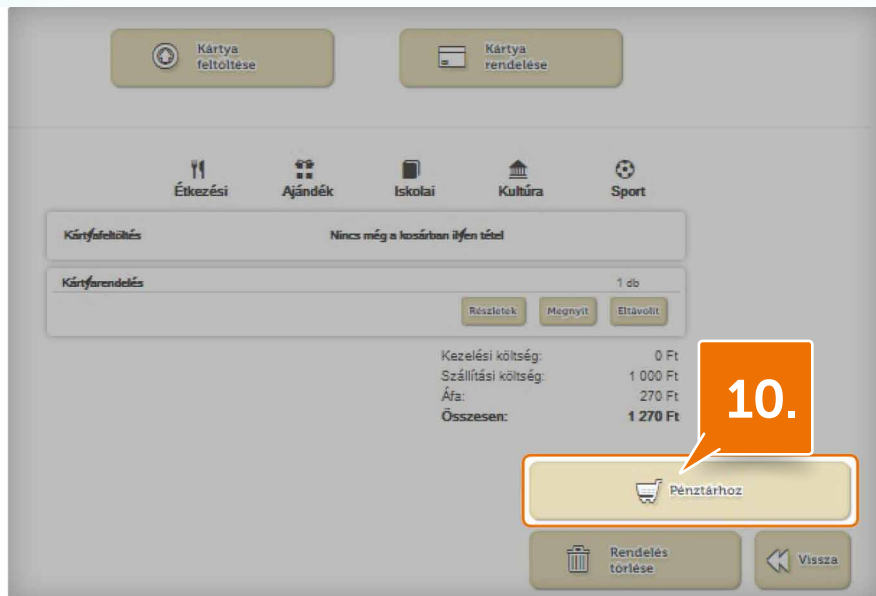 Kártya
feltöltése
Kártya
rendelése
Étkezési Ajándék Iskolai Kultúra Sport
Kártyafeltöltés Nincs még a kosárban ilyen tétel
Kártyarendelés 1 db
Részletek Megnyit Eltávolít
Kezelési költség: 0 Ft
Szállítási költség: 1 000 Ft
Áfa: 270 Ft
Összesen: 1 270 Ft
10.
Pénztárhoz
Rendelés
törlése
Vissza